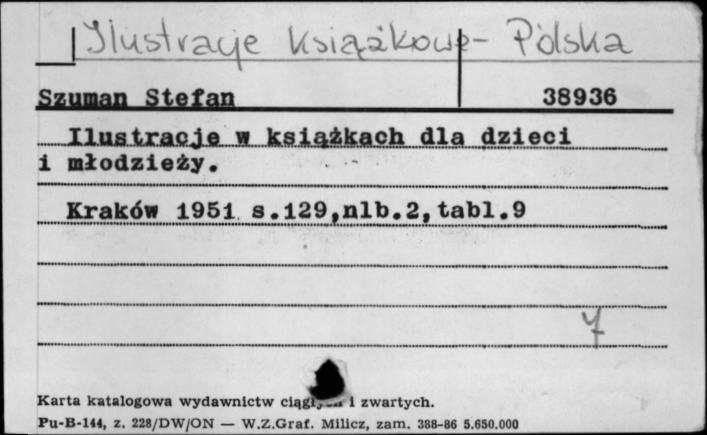 Ilustracje książkowe - Polska
Szuman Stefan 38936
Ilustracje w książkach dla dzieci
i młodzieży.
Kraków 1951 s.129,nlb.2,tabl.9
Karta katalogowa wydawnictw i zwartych.
Pu-B-144, z. 228/DW/ON — W.Z.Graf. Milicz, zam. 388-86 5.650.000